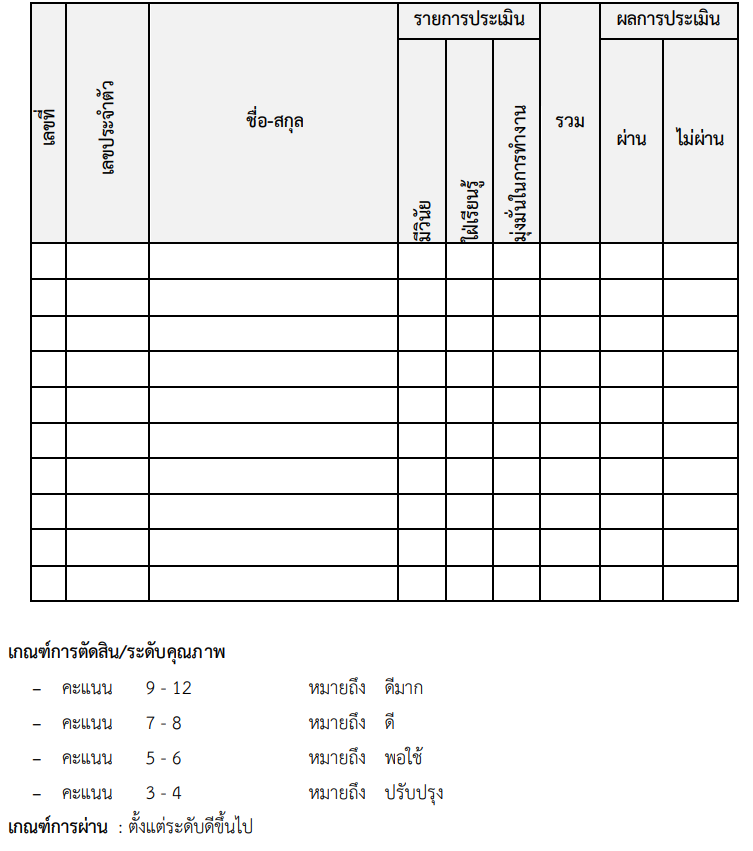 เลขที่
เลขประจำตัว
ชื่อ-สกุล
รายการประเมิน
มีวินัย
ใฝ่เรียนรู้
มุ่งมั่นในการทำงาน
รวม
ผลการประเมิน
ผ่าน
ไม่ผ่าน
เกณฑ์การตัดสิน/ระดับคุณภาพ
– คะแนน 9 - 12 หมายถึง ดีมาก
– คะแนน 7 - 8 หมายถึง ดี
– คะแนน 5 - 6 หมายถึง พอใช้
– คะแนน 3 - 4 หมายถึง ปรับปรุง
เกณฑ์การผ่าน : ตั้งแต่ระดับดีขึ้นไป